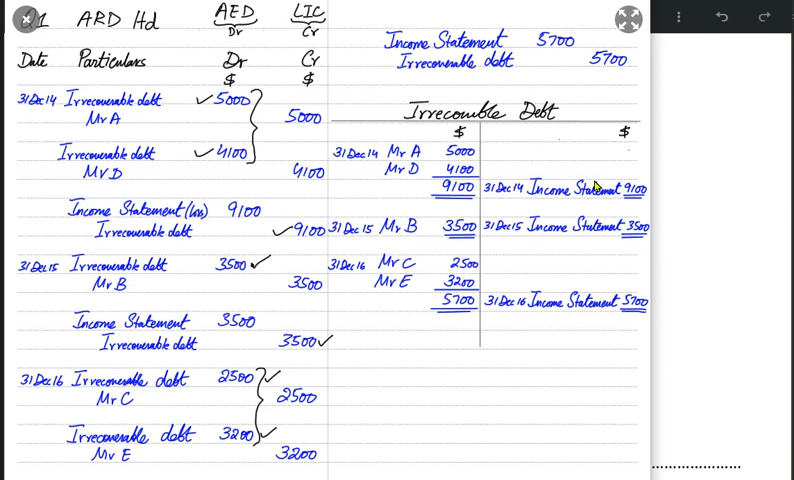 Q1 ARD Hd AED LIC
Dr Cr
Date Particulars Dr Cr
$ $
31 Dec 14 Irrecoverable debt 5000
Mr A 5000
Irrecoverable debt 4100
Mr D 4100
Income Statement (Loss) 9100
Irrecoverable debt 9100
31 Dec 15 Irrecoverable debt 3500
Mr B 3500
Income Statement 3500
Irrecoverable debt 3500
31 Dec 16 Irrecoverable debt 2500
Mr C 2500
Irrecoverable debt 3200
Mr E 3200
Income Statement 5700
Irrecoverable debt 5700
Irrecoverable Debt
$ $
31 Dec 14 Mr A 5000
Mr D 4100
9100 31 Dec 14 Income Statement 9100
31 Dec 15 Mr B 3500 31 Dec 15 Income Statement 3500
31 Dec 16 Mr C 2500
Mr E 3200
5700 31 Dec 16 Income Statement 5700